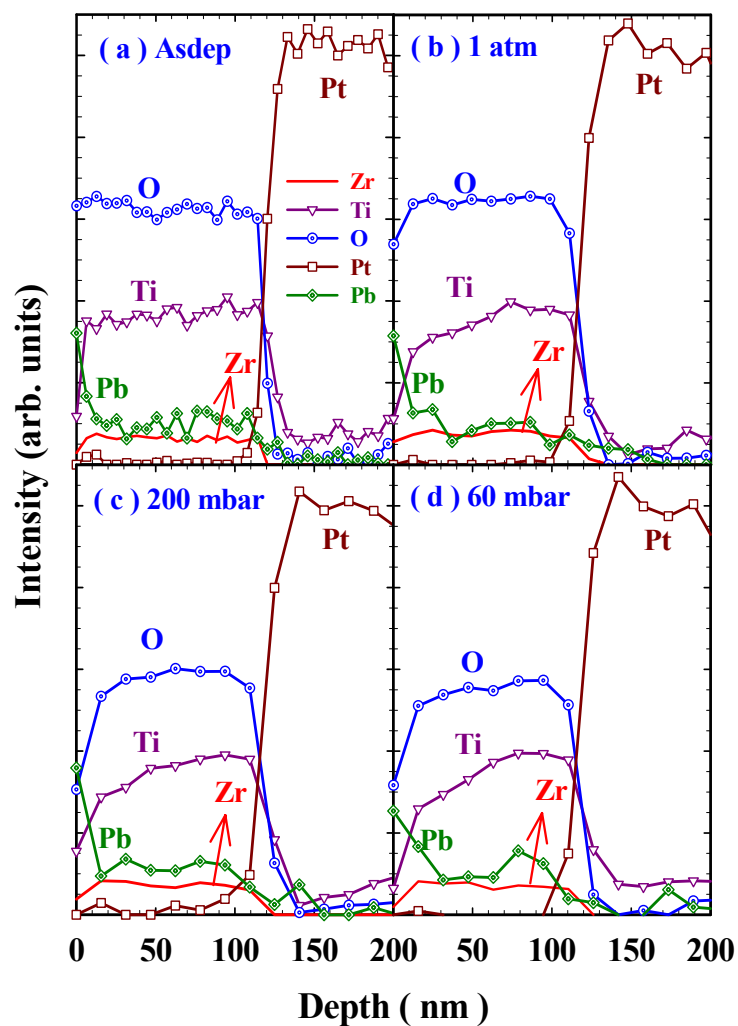 ( a ) Asdep
( b ) 1 atm
Pt
Pt
O
O
Zr
Ti
O
Pt
Pb
Ti
Ti
Zr
Zr
Pb
Pb
( c ) 200 mbar
( d ) 60 mbar
Pt
Pt
O
O
Ti
Ti
Zr
Zr
Pb
Pb
0 50 100 150 200 50 100 150 200
Depth ( nm )
Intensity (arb. units)